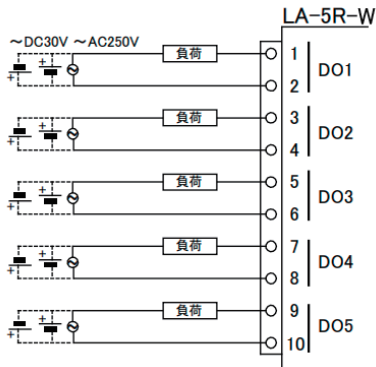 LA-5R-W
～DC30V ～AC250V
負荷 1
2 DO1
負荷 3
4 DO2
負荷 5
6 DO3
負荷 7
8 DO4
負荷 9
10 DO5